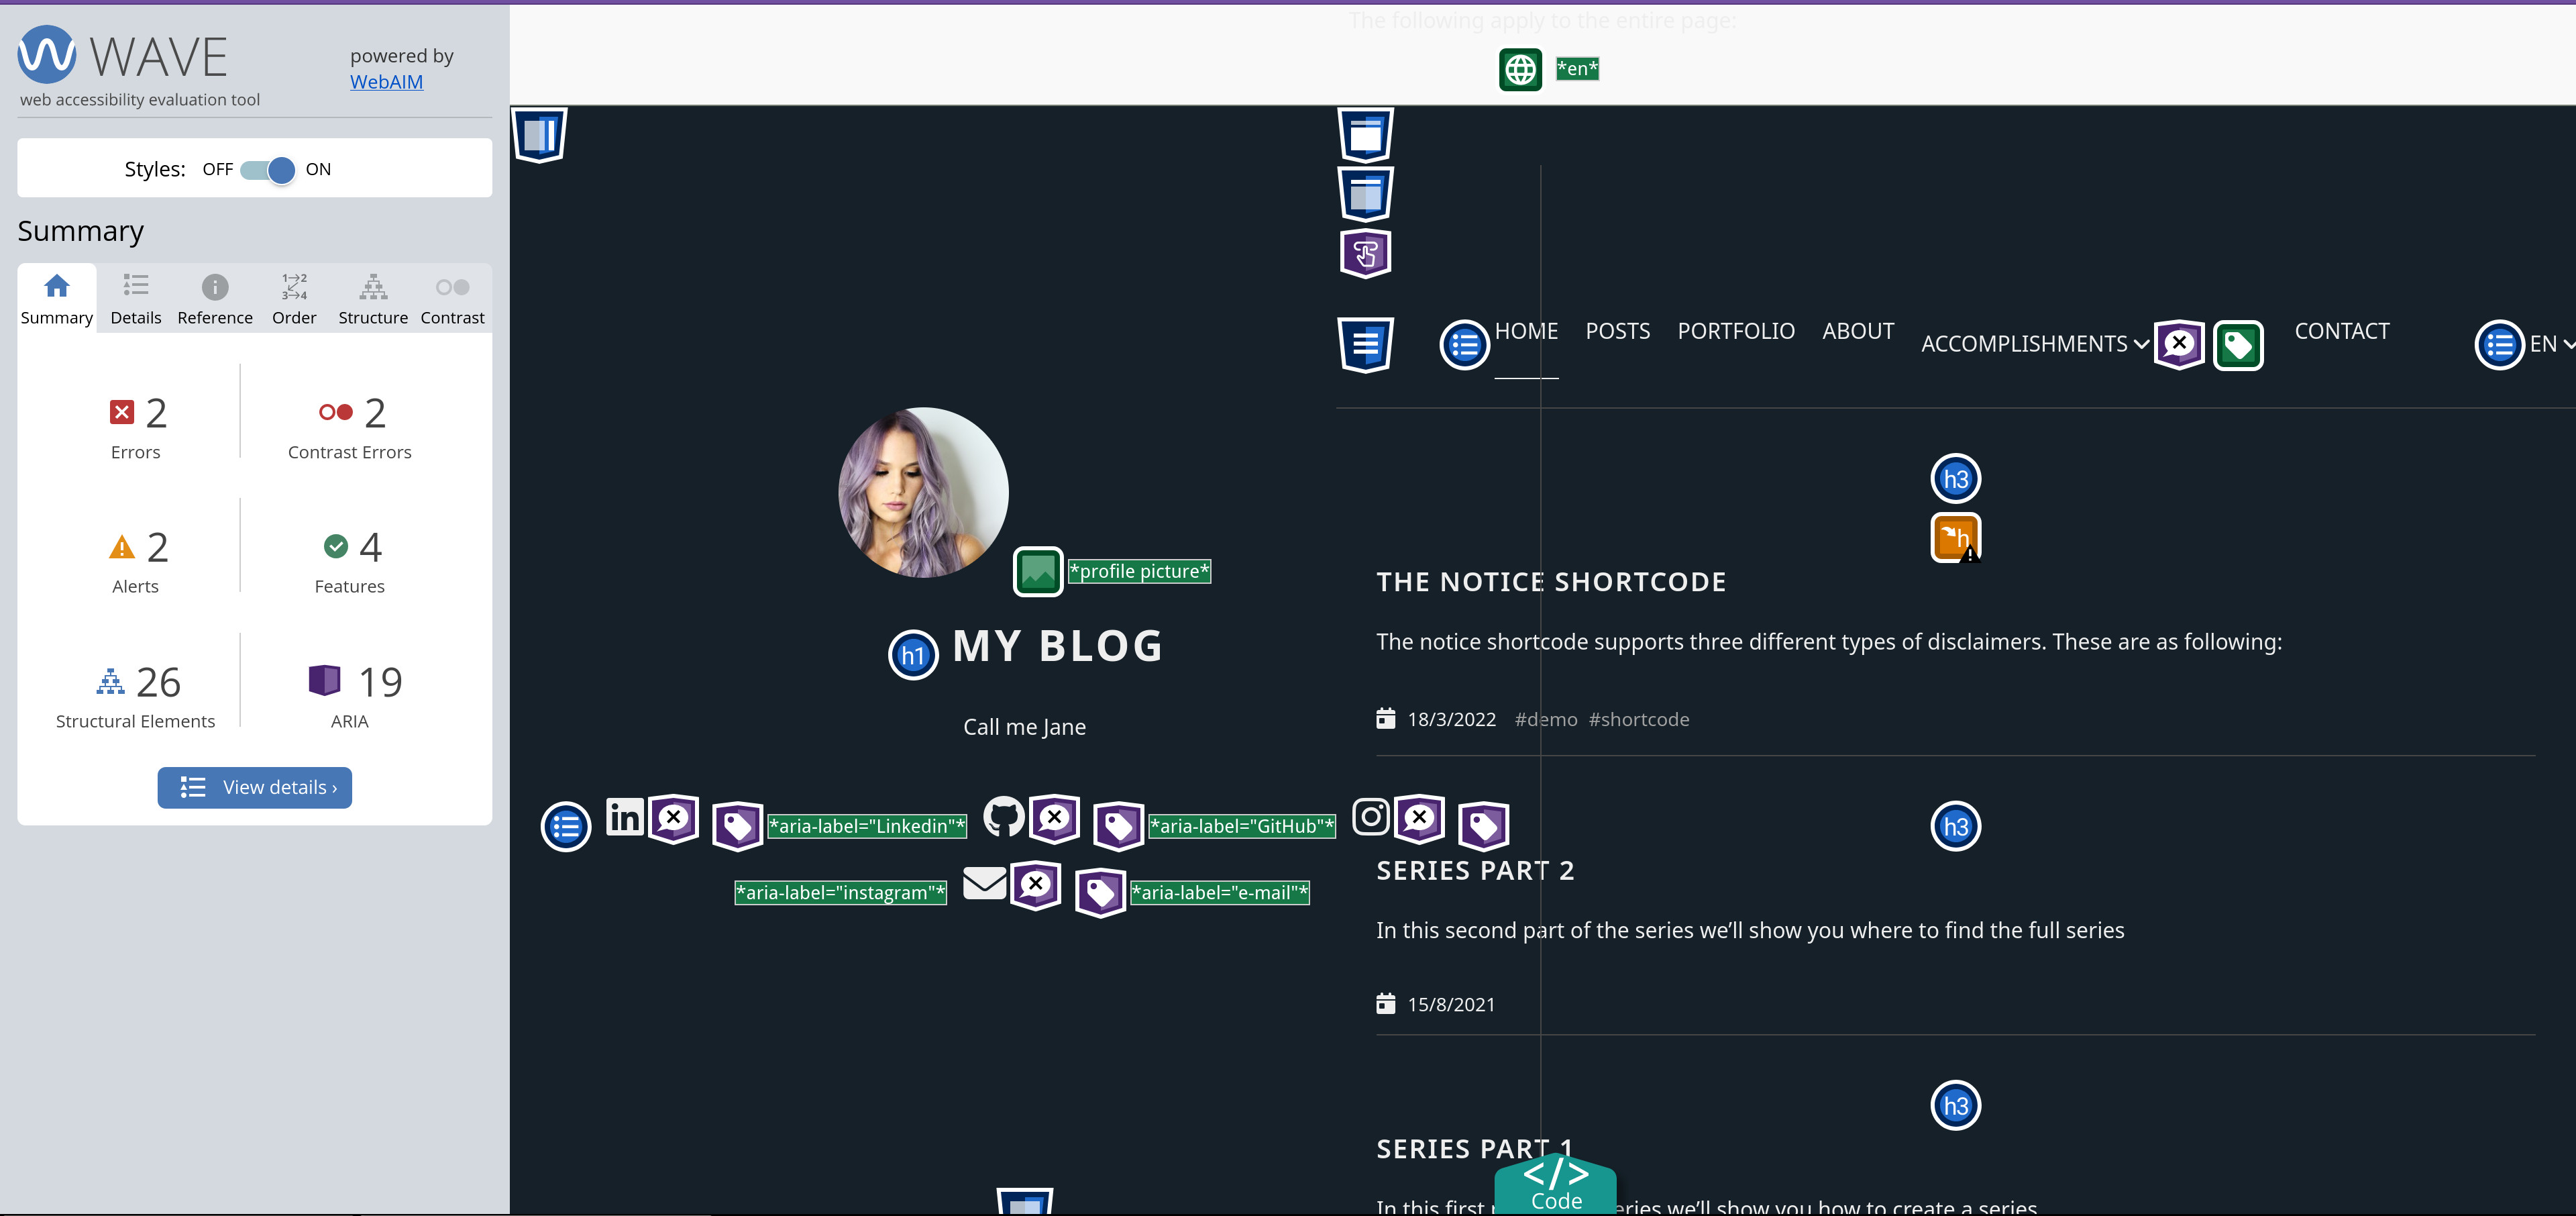 WAVE
web accessibility evaluation tool
powered by
WebAIM
Styles: OFF ON
Summary
Summary Details Reference Order Structure Contrast
2
Errors
2
Contrast Errors
2
Alerts
4
Features
26
Structural Elements
19
ARIA
View details ›
The following apply to the entire page:
*en*
HOME POSTS PORTFOLIO ABOUT ACCOMPLISHMENTS CONTACT EN
*profile picture*
h1 MY BLOG
Call me Jane
in *aria-label="Linkedin"* *aria-label="GitHub"*
*aria-label="instagram"* *aria-label="e-mail"*
h3
h
THE NOTICE SHORTCODE
The notice shortcode supports three different types of disclaimers. These are as following:
18/3/2022 #demo #shortcode
h3
SERIES PART 2
In this second part of the series we'll show you where to find the full series
15/8/2021
h3
SERIES PART 1
In this first eries we'll show you how to create a series
</> Code